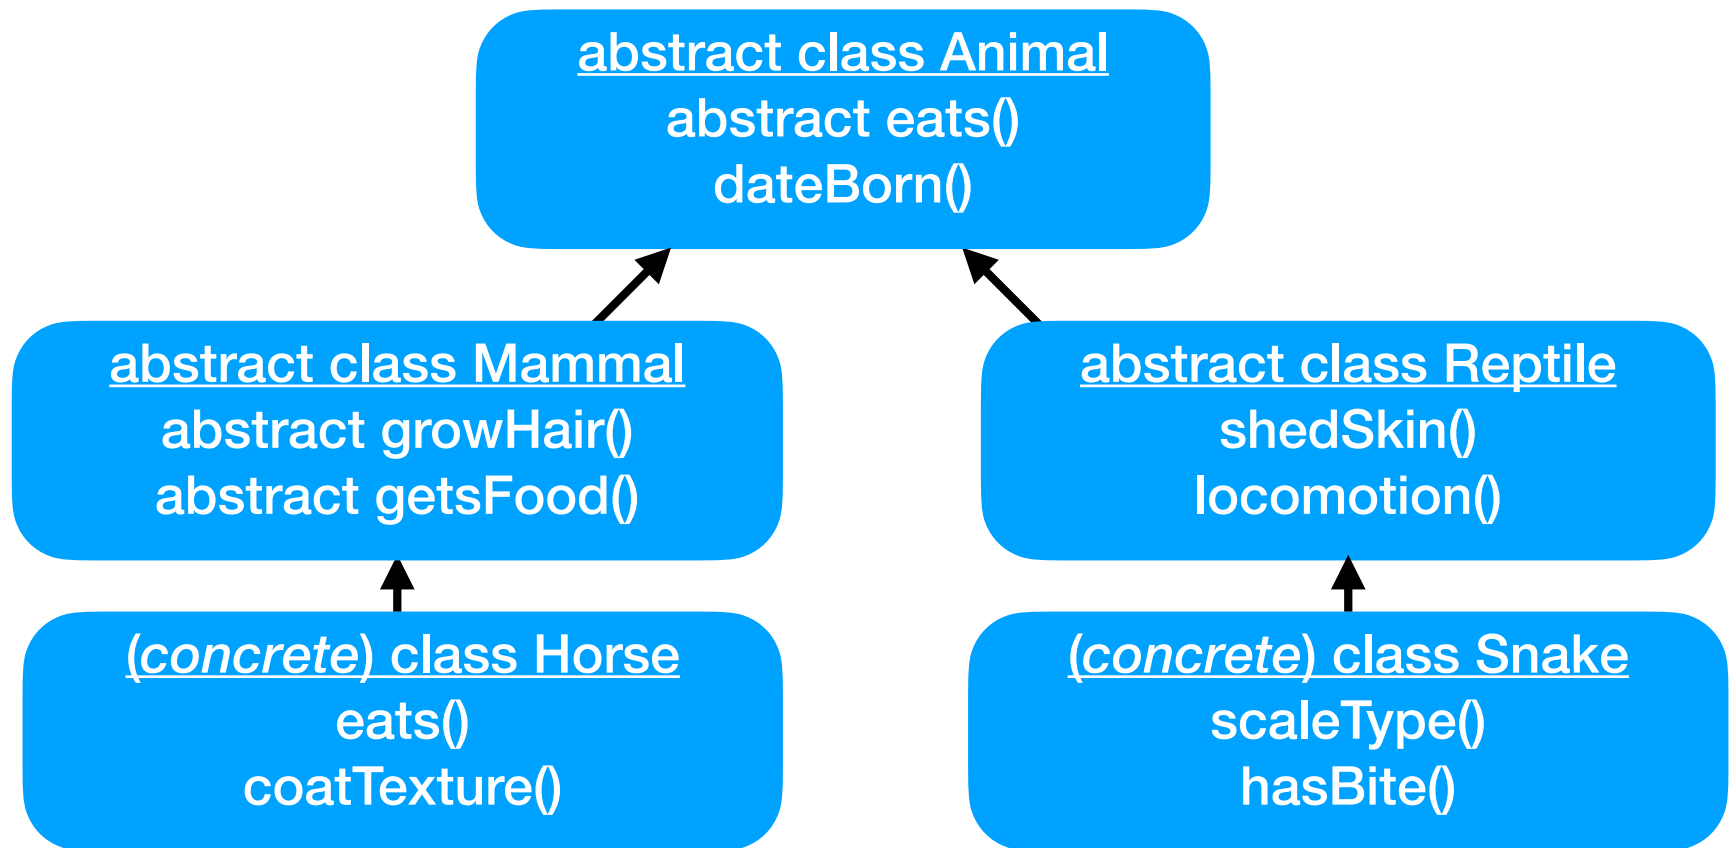 abstract class Animal
abstract eats()
dateBorn()
abstract class Mammal
abstract growHair()
abstract getsFood()
abstract class Reptile
shedSkin()
locomotion()
(concrete) class Horse
eats()
coatTexture()
(concrete) class Snake
scaleType()
hasBite()